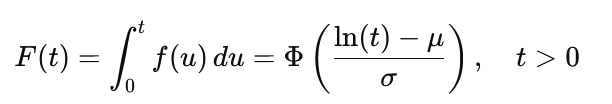 F(t) = ∫₀ᵗ f(u) du = Φ((ln(t) − μ)/σ), t > 0